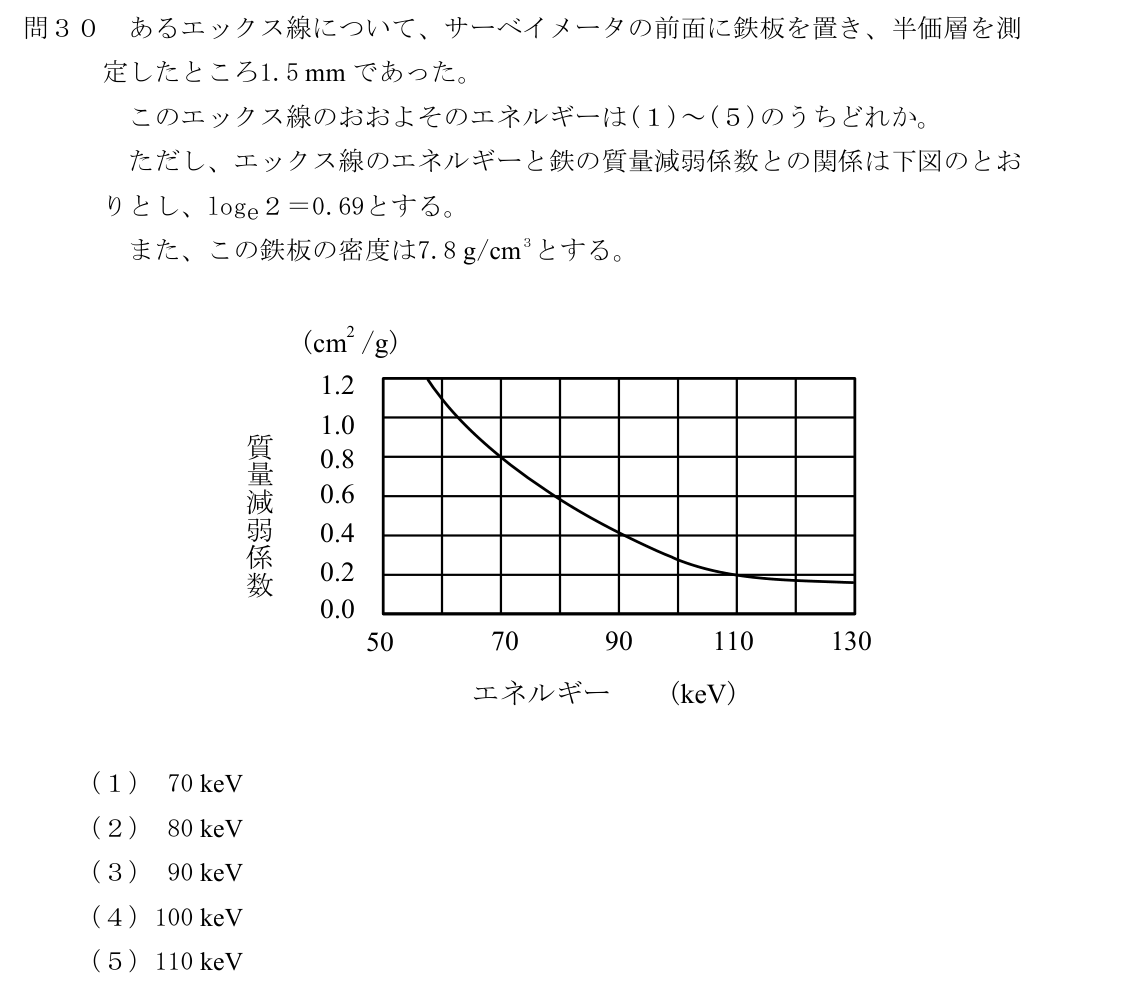 問３０　あるエックス線について、サーベイメータの前面に鉄板を置き、半価層を測
定したところ1.5 mm であった。
このエックス線のおおよそのエネルギーは(１)～(５)のうちどれか。
ただし、エックス線のエネルギーと鉄の質量減弱係数との関係は下図のとお
りとし、logₑ２＝0.69とする。
また、この鉄板の密度は7.8 g/cm³とする。
(cm² /g)
1.2
1.0
0.8
0.6
0.4
0.2
0.0
質量減弱係数
50 70 90 110 130
エネルギー　(keV)
(１) 70 keV
(２) 80 keV
(３) 90 keV
(４) 100 keV
(５) 110 keV